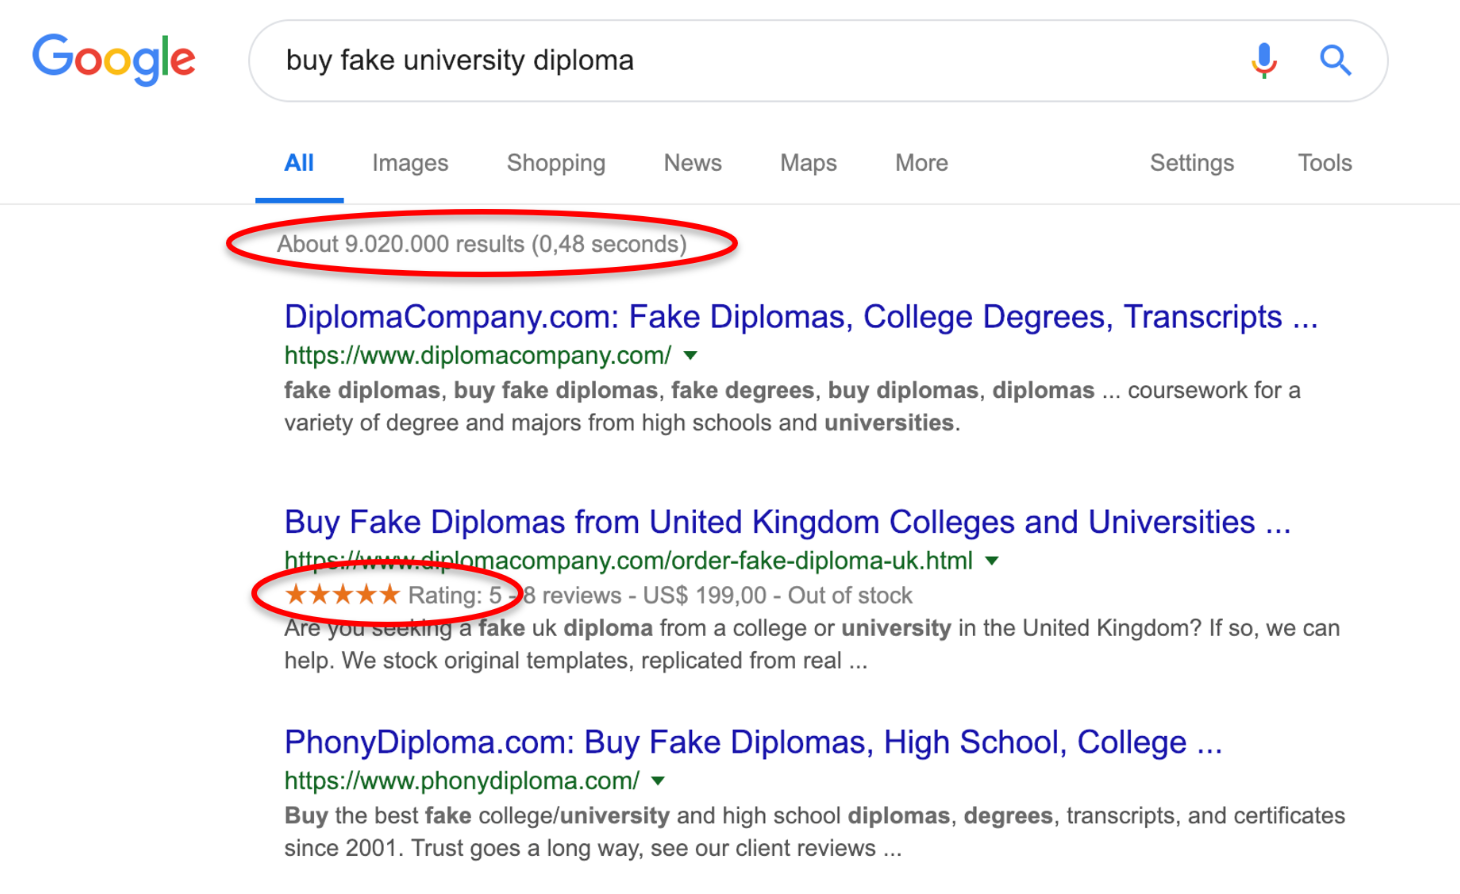 Google
buy fake university diploma
All Images Shopping News Maps More Settings Tools
About 9.020.000 results (0,48 seconds)
DiplomaCompany.com: Fake Diplomas, College Degrees, Transcripts ...
https://www.diplomacompany.com/
fake diplomas, buy fake diplomas, fake degrees, buy diplomas, diplomas ... coursework for a
variety of degree and majors from high schools and universities.
Buy Fake Diplomas from United Kingdom Colleges and Universities ...
https://www.diplomacompany.com/order-fake-diploma-uk.html
★★★★★ Rating: 5 - 8 reviews - US$ 199,00 - Out of stock
Are you seeking a fake uk diploma from a college or university in the United Kingdom? If so, we can
help. We stock original templates, replicated from real ...
PhonyDiploma.com: Buy Fake Diplomas, High School, College ...
https://www.phonydiploma.com/
Buy the best fake college/university and high school diplomas, degrees, transcripts, and certificates
since 2001. Trust goes a long way, see our client reviews ...